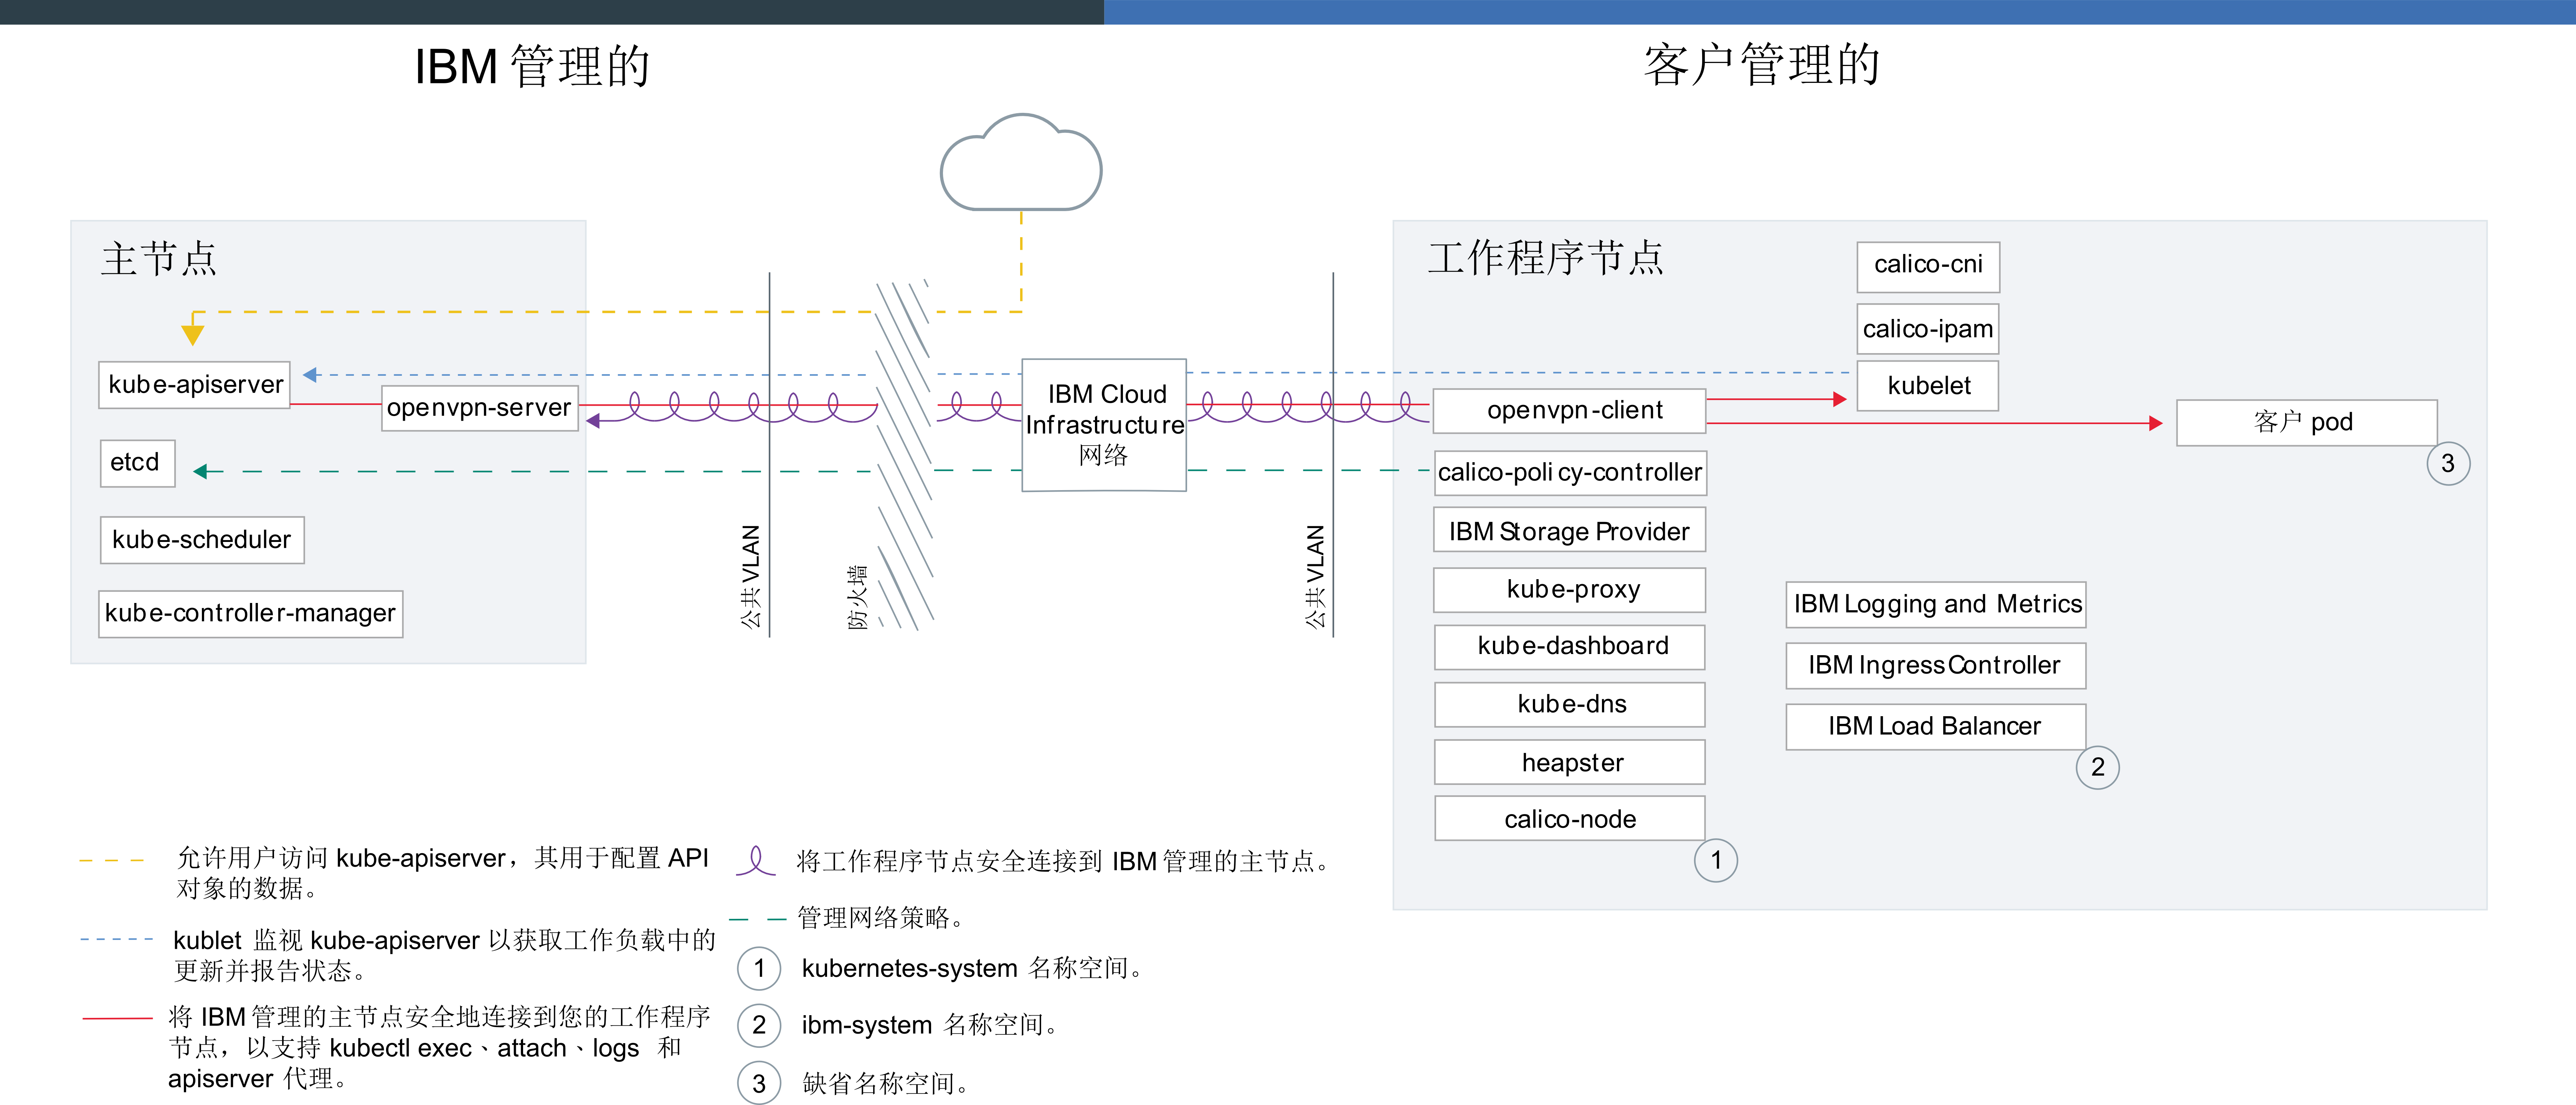 IBM 管理的
客户管理的
主节点
kube-apiserver
openvpn-server
etcd
kube-scheduler
kube-controller-manager
公共 VLAN
防火墙
IBM Cloud
Infrastructure
网络
公共 VLAN
工作程序节点
calico-cni
calico-ipam
kubelet
openvpn-client
客户 pod
3
calico-policy-controller
IBM Storage Provider
kube-proxy
kube-dashboard
kube-dns
heapster
calico-node
1
IBM Logging and Metrics
IBM Ingress Controller
IBM Load Balancer
2
允许用户访问 kube-apiserver，其用于配置 API
对象的数据。
kublet 监视 kube-apiserver 以获取工作负载中的
更新并报告状态。
将 IBM 管理的主节点安全地连接到您的工作程序
节点，以支持 kubectl exec、attach、logs 和
apiserver 代理。
将工作程序节点安全连接到 IBM 管理的主节点。
管理网络策略。
1 kubernetes-system 名称空间。
2 ibm-system 名称空间。
3 缺省名称空间。